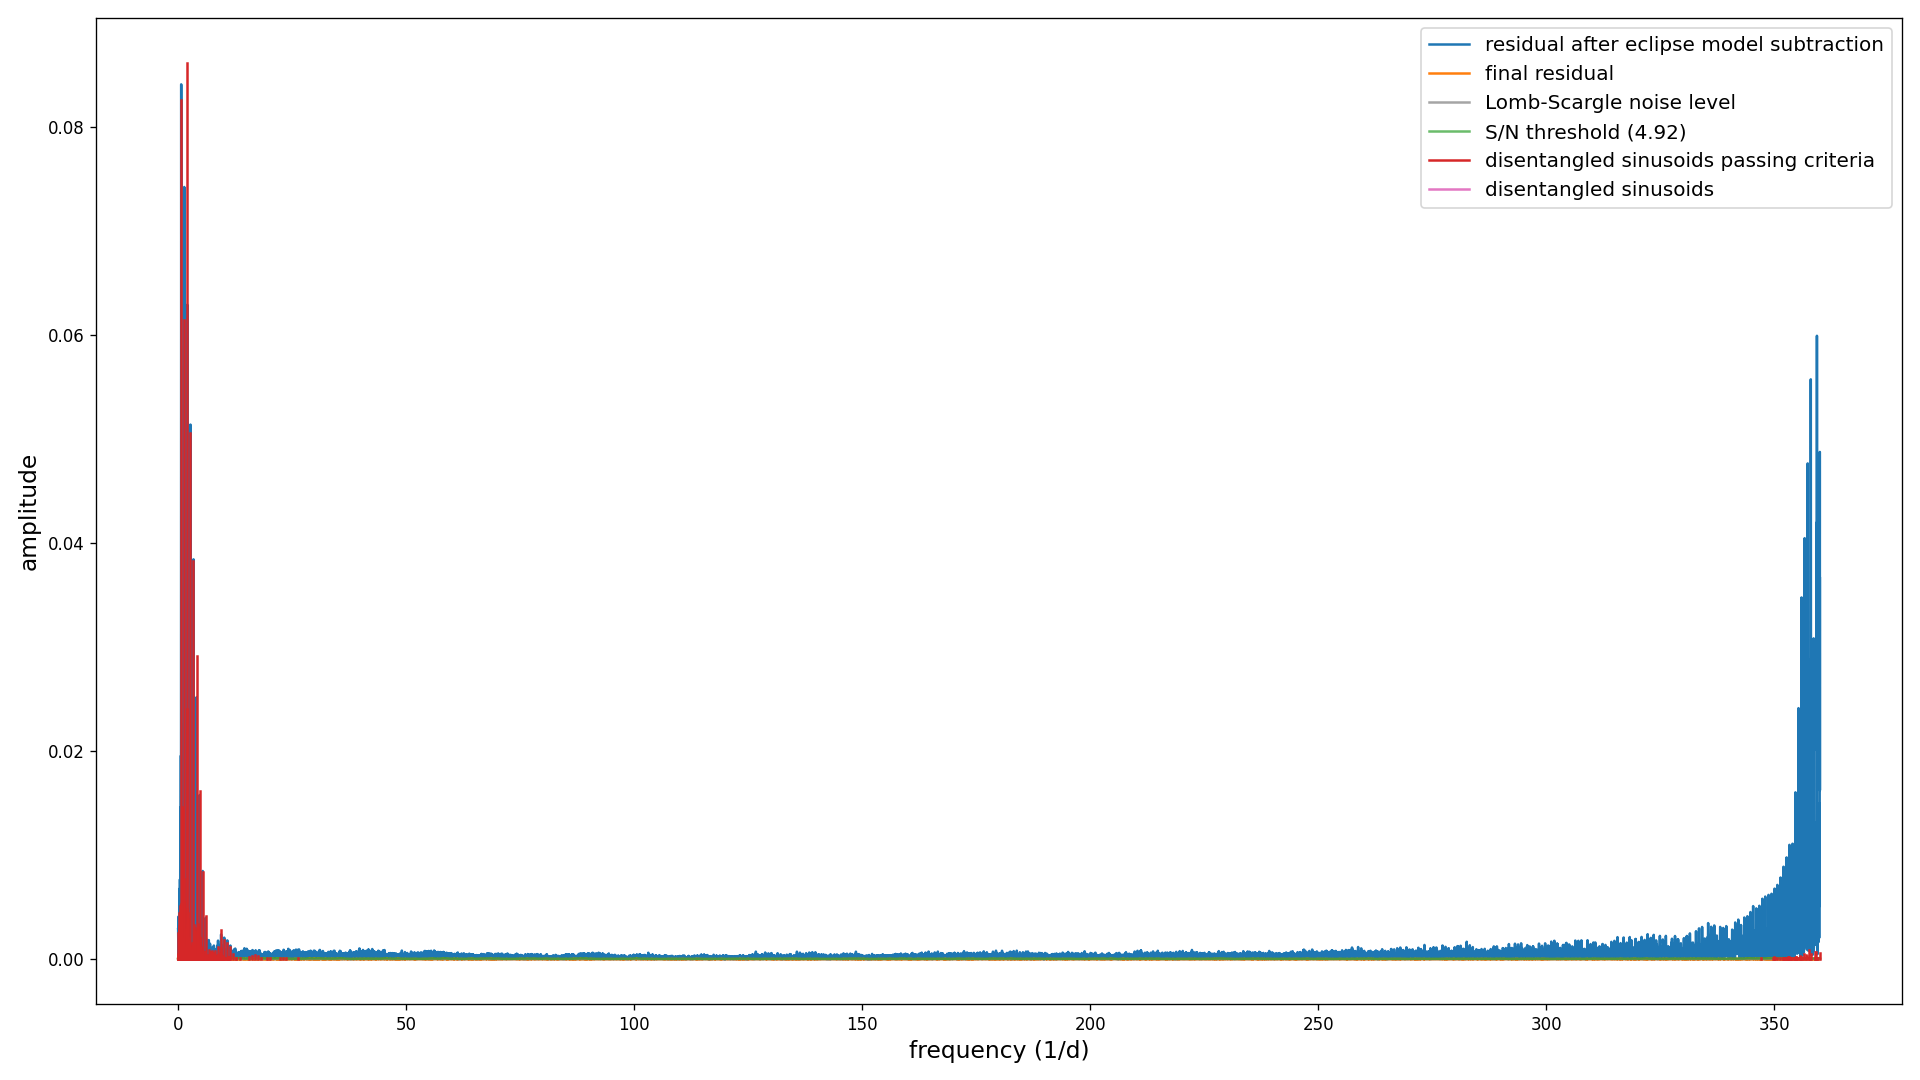 residual after eclipse model subtraction
final residual
Lomb-Scargle noise level
S/N threshold (4.92)
disentangled sinusoids passing criteria
disentangled sinusoids
amplitude
0.08
0.06
0.04
0.02
0.00
0 50 100 150 200 250 300 350
frequency (1/d)